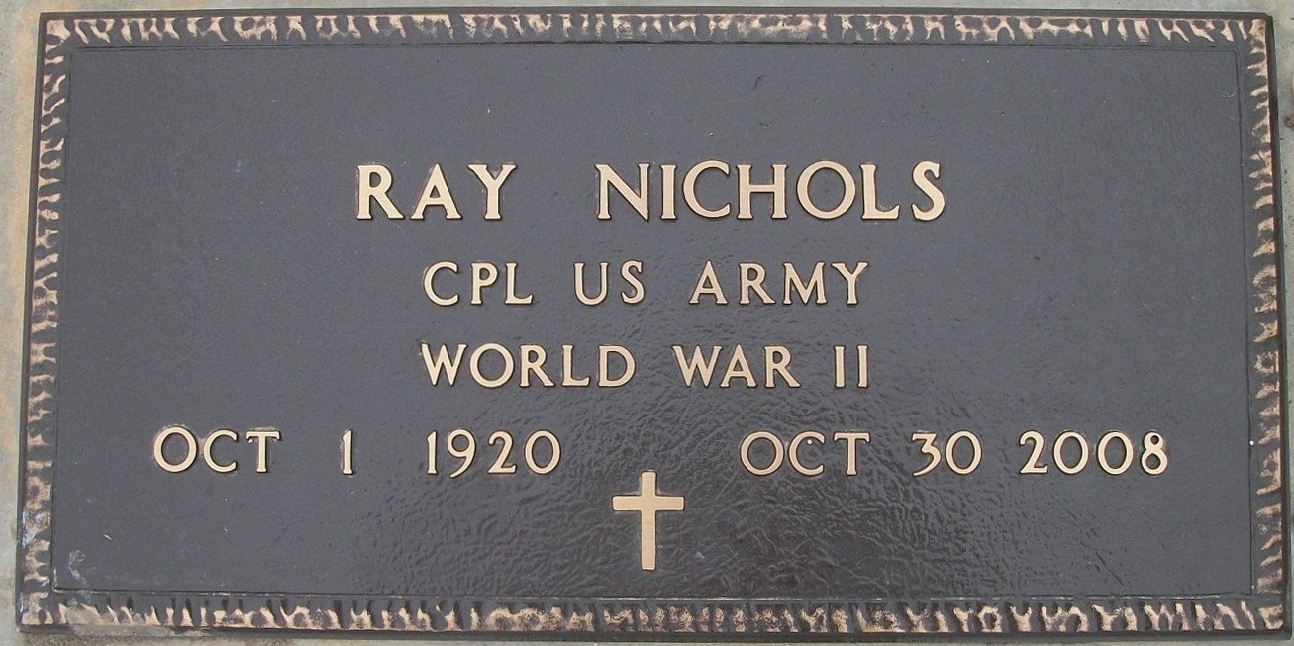 RAY NICHOLS
CPL US ARMY
WORLD WAR II
OCT 1 1920 OCT 30 2008